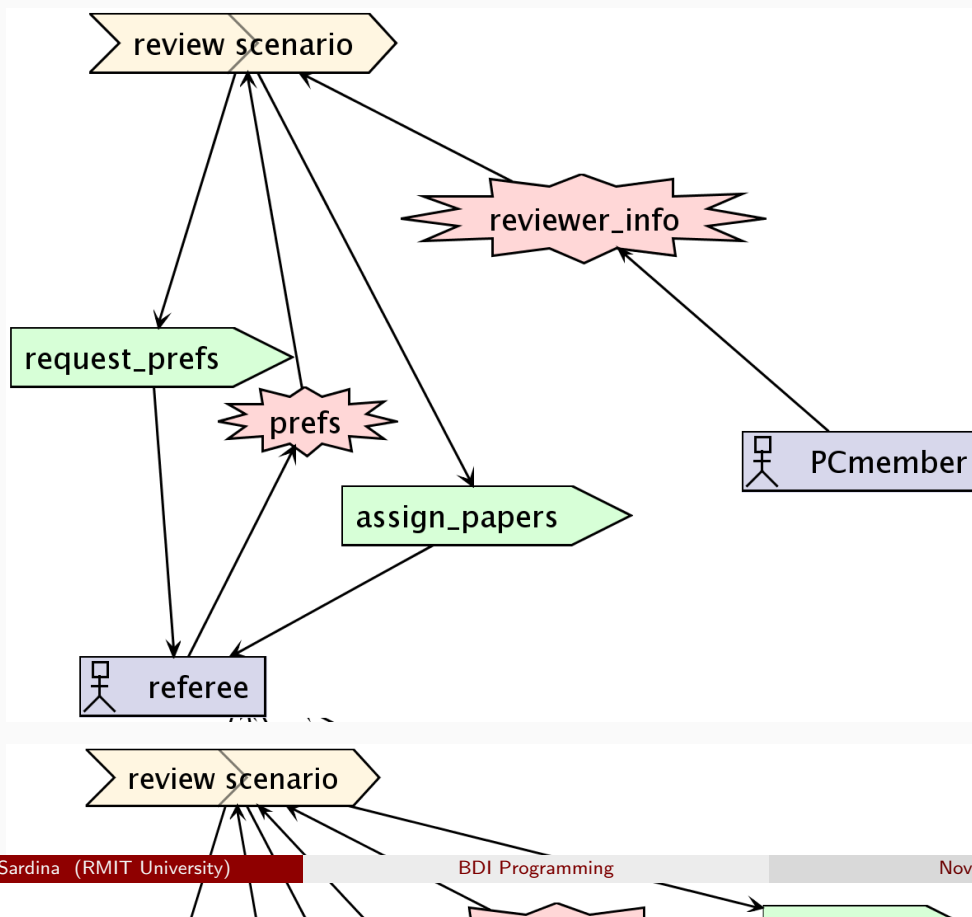 review scenario
reviewer_info
request_prefs
prefs
PCmember
assign_papers
referee
review scenario
Sardina (RMIT University)
BDI Programming
Nov